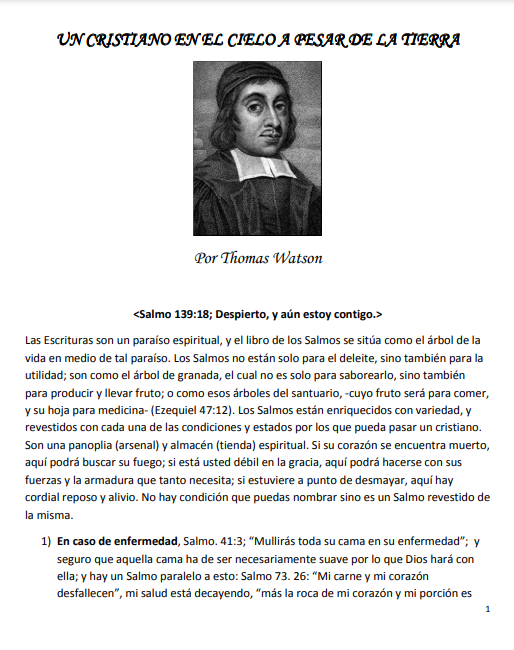 UN CRISTIANO EN EL CIELO A PESAR DE LA TIERRA
Por Thomas Watson
<Salmo 139:18; Despierto, y aún estoy contigo.>
Las Escrituras son un paraíso espiritual, y el libro de los Salmos se sitúa como el árbol de la
vida en medio de tal paraíso. Los Salmos no están solo para el deleite, sino también para la
utilidad; son como el árbol de granada, el cual no es solo para saborearlo, sino también
para producir y llevar fruto; o como esos árboles del santuario, -cuyo fruto será para comer,
y su hoja para medicina- (Ezequiel 47:12). Los Salmos están enriquecidos con variedad, y
revestidos con cada una de las condiciones y estados por los que pueda pasar un cristiano.
Son una panoplia (arsenal) y almacén (tienda) espiritual. Si su corazón se encuentra muerto,
aquí podrá buscar su fuego; si está usted débil en la gracia, aquí podrá hacerse con sus
fuerzas y la armadura que tanto necesita; si estuviere a punto de desmayar, aquí hay
cordial reposo y alivio. No hay condición que puedas nombrar sino es un Salmo revestido de
la misma.
1) En caso de enfermedad, Salmo. 41:3; “Mullirás toda su cama en su enfermedad”; y
seguro que aquella cama ha de ser necesariamente suave por lo que Dios hará con
ella; y hay un Salmo paralelo a esto: Salmo 73. 26: “Mi carne y mi corazón
desfallecen”, mi salud está decayendo, “más la roca de mi corazón y mi porción es
1